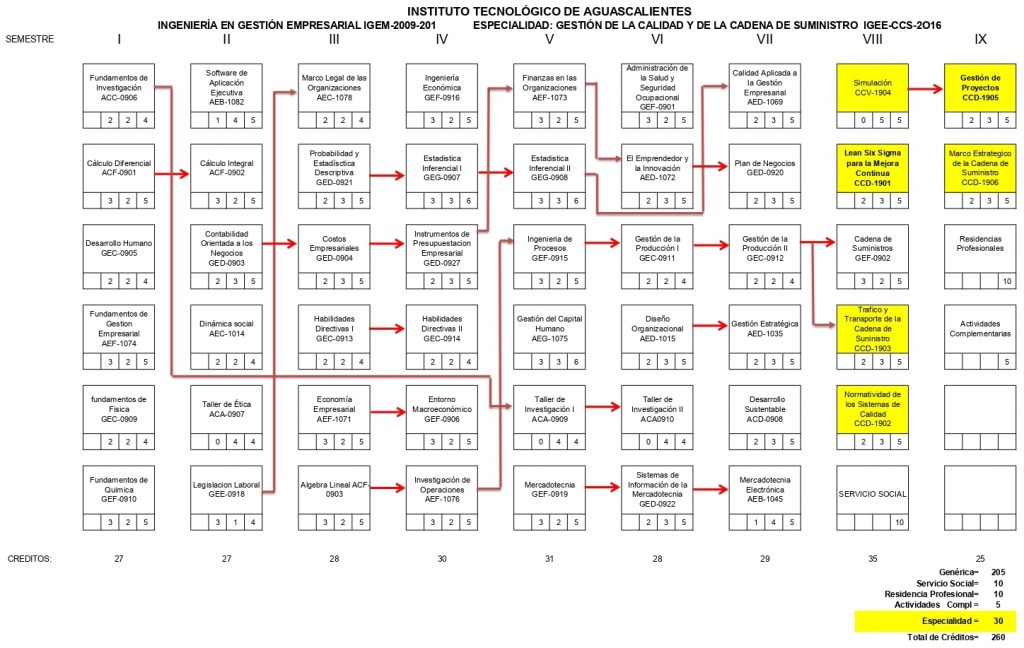 INSTITUTO TECNOLÓGICO DE AGUASCALIENTES
INGENIERÍA EN GESTIÓN EMPRESARIAL IGEM-2009-201 ESPECIALIDAD: GESTIÓN DE LA CALIDAD Y DE LA CADENA DE SUMINISTRO IGEE-CCS-2O16
SEMESTRE I II III IV V VI VII VIII IX
Fundamentos de
Investigación
ACC-0906
2 2 4
Software de
Aplicación
Ejecutiva
AEB-1082
1 4 5
Marco Legal de las
Organizaciones
AEC-1078
2 2 4
Ingeniería
Económica
GEF-0916
3 2 5
Finanzas en las
Organizaciones
AEF-1073
3 2 5
Administración de
la Salud y
Seguridad
Ocupacional
GEF-0901
3 2 5
Calidad Aplicada a
la Gestión
Empresarial
AED-1069
2 3 5
Simulación
CCV-1904
0 5 5
Gestión de
Proyectos
CCD-1905
2 3 5
Cálculo Diferencial
ACF-0901
3 2 5
Cálculo Integral
ACF-0902
3 2 5
Probabilidad y
Estadísctica
Descriptiva
GED-0921
2 3 5
Estadistica
Inferencial I
GEG-0907
3 3 6
Estadistica
Inferencial II
GEG-0908
3 3 6
El Emprendedor y
la Innovación
AED-1072
2 3 5
Plan de Negocios
GED-0920
2 3 5
Lean Six Sigma
para la Mejora
Continua
CCD-1901
2 3 5
Marco Estrategico
de la Cadena de
Suministro
CCD-1906
2 3 5
Desarrollo Humano
GEC-0905
2 2 4
Contabilidad
Orientada a los
Negocios
GED-0903
2 3 5
Costos
Empresariales
GED-0904
2 3 5
Instrumentos de
Presupuestacion
Empresarial
GED-0927
2 3 5
Ingenieria de
Procesos
GEF-0915
3 2 5
Gestión de la
Producción I
GEC-0911
2 2 4
Gestión de la
Producción II
GEC-0912
2 2 4
Cadena de
Suministros
GEF-0902
3 2 5
Residencias
Profesionales
10
Fundamentos de
Gestion
Empresarial
AEF-1074
3 2 5
Dinámica social
AEC-1014
2 2 4
Habilidades
Directivas I
GEC-0913
2 2 4
Habilidades
Directivas II
GEC-0914
2 2 4
Gestión del Capital
Humano
AEG-1075
3 3 6
Diseño
Organizacional
AED-1015
2 3 5
Gestión Estratégica
AED-1035
2 3 5
Trafico y
Transporte de la
Cadena de
Suninistro
CCD-1903
2 3 5
Actividades
Complementarias
5
fundamentos de
Fisica
GEC-0909
2 2 4
Taller de Ética
ACA-0907
0 4 4
Economía
Empresarial
AEF-1071
3 2 5
Entorno
Macroeconómico
GEF-0906
3 2 5
Taller de
Investigación I
ACA-0909
0 4 4
Taller de
Investigación II
ACA0910
0 4 4
Desarrollo
Sustentable
ACD-0908
2 3 5
Normatividad de
los Sistemas de
Calidad
CCD-1902
2 3 5
Fundamentos de
Quimica
GEF-0910
3 2 5
Legislacion Laboral
GEE-0918
3 1 4
Algebra Lineal ACF-
0903
3 2 5
Investigación de
Operaciones
AEF-1076
3 2 5
Mercadotecnia
GEF-0919
3 2 5
Sistemas de
Información de la
Mercadotecnia
GED-0922
2 3 5
Mercadotecnia
Electrónica
AEB-1045
1 4 5
SERVICIO SOCIAL
10
CREDITOS: 27 27 28 30 31 28 29 35 25
Genérica= 205
Servicio Social= 10
Residencia Profesional= 10
Actividades Compl = 5
Especialidad = 30
Total de Créditos= 260